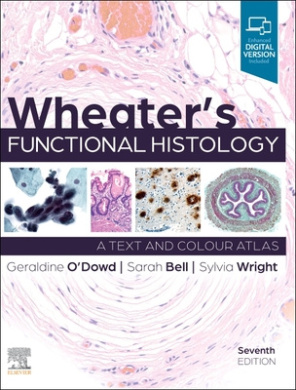 Enhanced
DIGITAL
VERSION
Included
Wheater's
FUNCTIONAL HISTOLOGY
A TEXT AND COLOUR ATLAS
Geraldine O'DOWD | Sarah BELL | Sylvia WRIGHT
Seventh
EDITION
ELSEVIER